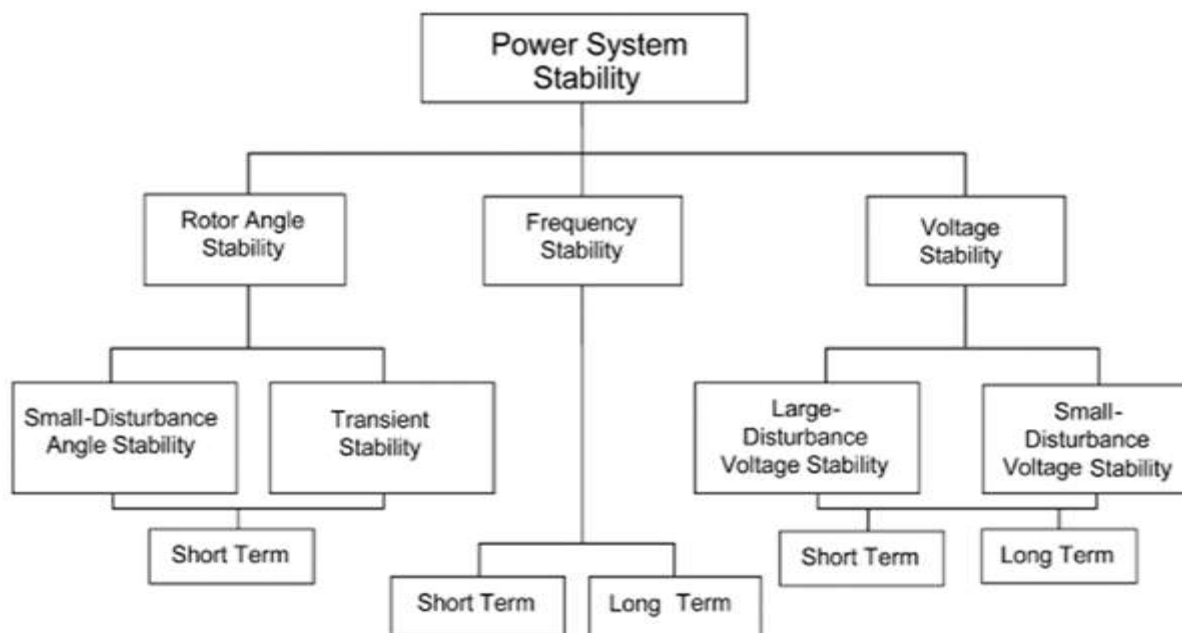 Power System
Stability
Rotor Angle
Stability
Frequency
Stability
Voltage
Stability
Small-Disturbance
Angle Stability
Transient
Stability
Large-
Disturbance
Voltage Stability
Small-
Disturbance
Voltage Stability
Short Term
Short Term
Long Term
Short Term
Long Term